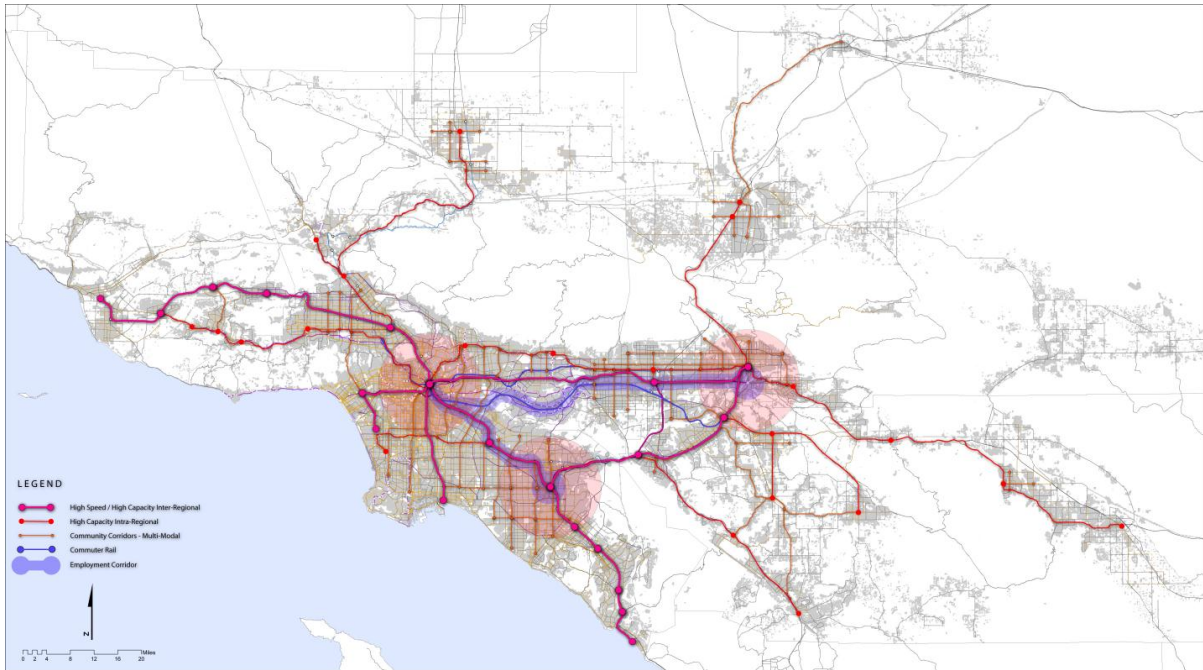 LEGEND
High Speed / High Capacity Inter-Regional
High Capacity Intra-Regional
Community Corridors - Multi-Modal
Commuter Rail
Employment Corridor
N
0 2 4 8 12 16 20 Miles